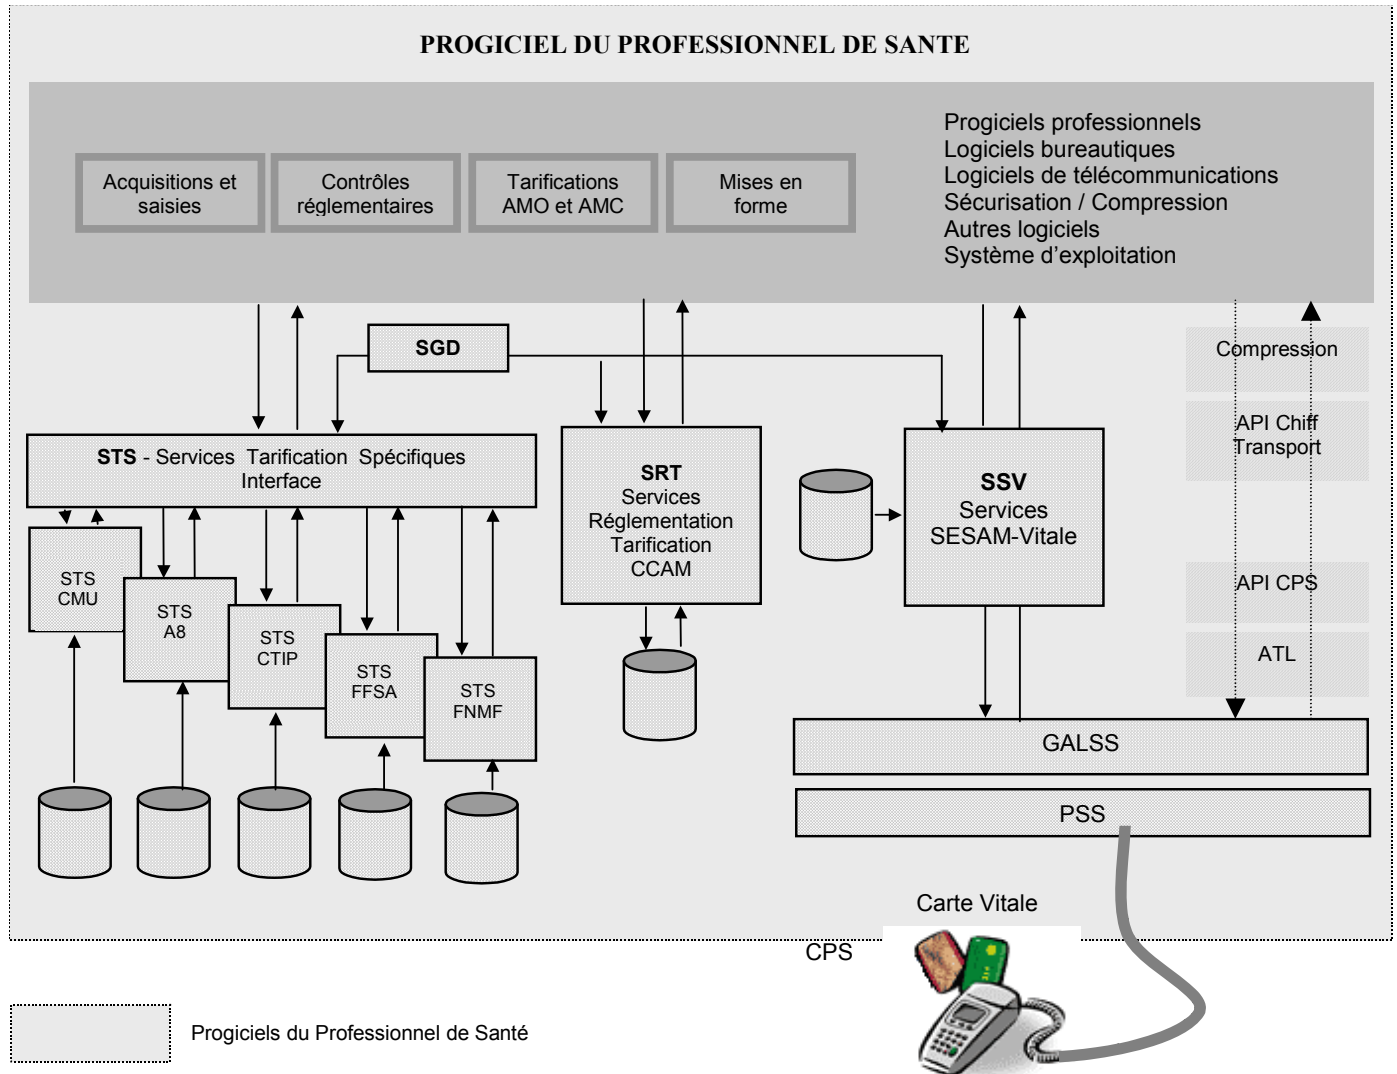 PROGICIEL DU PROFESSIONNEL DE SANTE
Acquisitions et
saisies
Contrôles
réglementaires
Tarifications
AMO et AMC
Mises en
forme
Progiciels professionnels
Logiciels bureautiques
Logiciels de télécommunications
Sécurisation / Compression
Autres logiciels
Système d'exploitation
SGD
Compression
API Chiff
Transport
API CPS
ATL
STS - Services Tarification Spécifiques
Interface
SRT
Services
Réglementation
Tarification
CCAM
SSV
Services
SESAM-Vitale
STS
CMU
STS
A8
STS
CTIP
STS
FFSA
STS
FNMF
GALSS
PSS
Carte Vitale
CPS
Progiciels du Professionnel de Santé